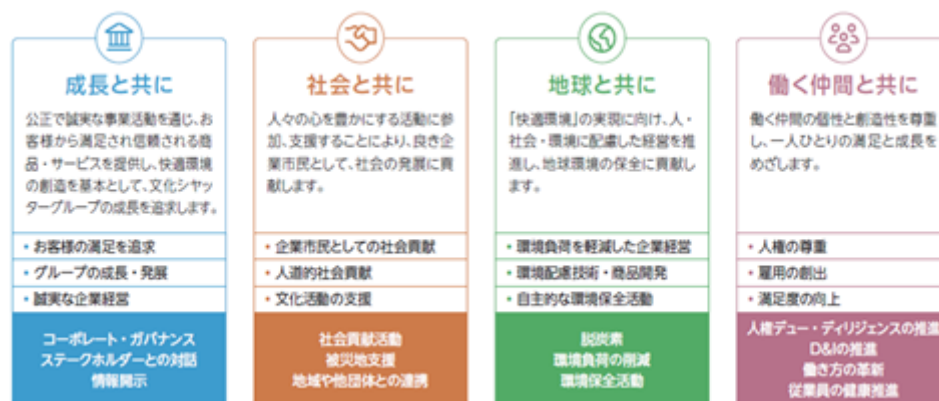 成長と共に
公正で誠実な事業活動を通じ、お
客様から満足され信頼される商
品・サービスを提供し、快適環境
の創造を基本として、文化シヤッ
ターグループの成長を追求します。
・お客様の満足を追求
・グループの成長・発展
・誠実な企業経営
コーポレート・ガバナンス
ステークホルダーとの対話
情報開示
社会と共に
人々の心を豊かにする活動に参
加、支援することにより、良き企
業市民として、社会の発展に貢
献します。
・企業市民としての社会貢献
・人道的社会貢献
・文化活動の支援
社会貢献活動
被災地支援
地域や他団体との連携
地球と共に
「快適環境」の実現に向け、人・
社会・環境に配慮した経営を推
進し、地球環境の保全に貢献し
ます。
・環境負荷を軽減した企業経営
・環境配慮技術・商品開発
・自主的な環境保全活動
脱炭素
環境負荷の削減
環境保全活動
働く仲間と共に
働く仲間の個性と創造性を尊重
し、一人ひとりの満足と成長を
めざします。
・人権の尊重
・雇用の創出
・満足度の向上
人権デュー・ディリジェンスの推進
D&Iの推進
働き方の革新
従業員の健康推進